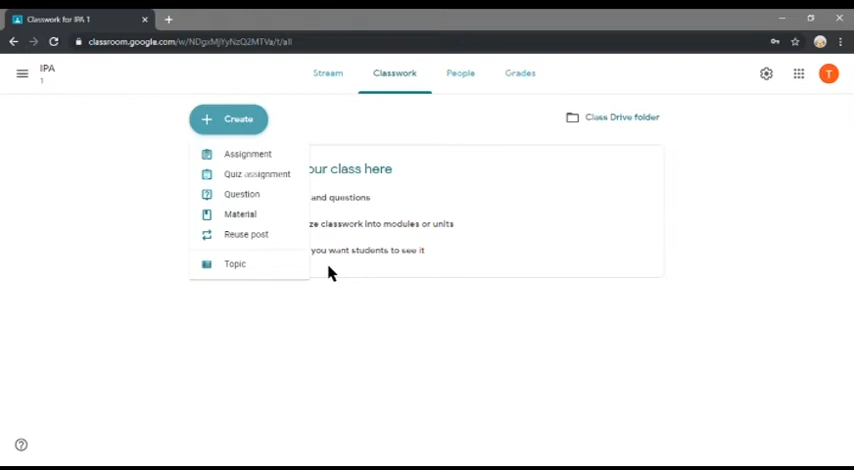 Classwork for IPA 1
classroom.google.com/w/NDgxMjYyNzQ2MTVa/t/all
IPA
1
Stream
Classwork
People
Grades
T
Create
Class Drive folder
Assignment
our class here
Quiz assignment
Question
and questions
Material
ze classwork into modules or units
Reuse post
you want students to see it
Topic